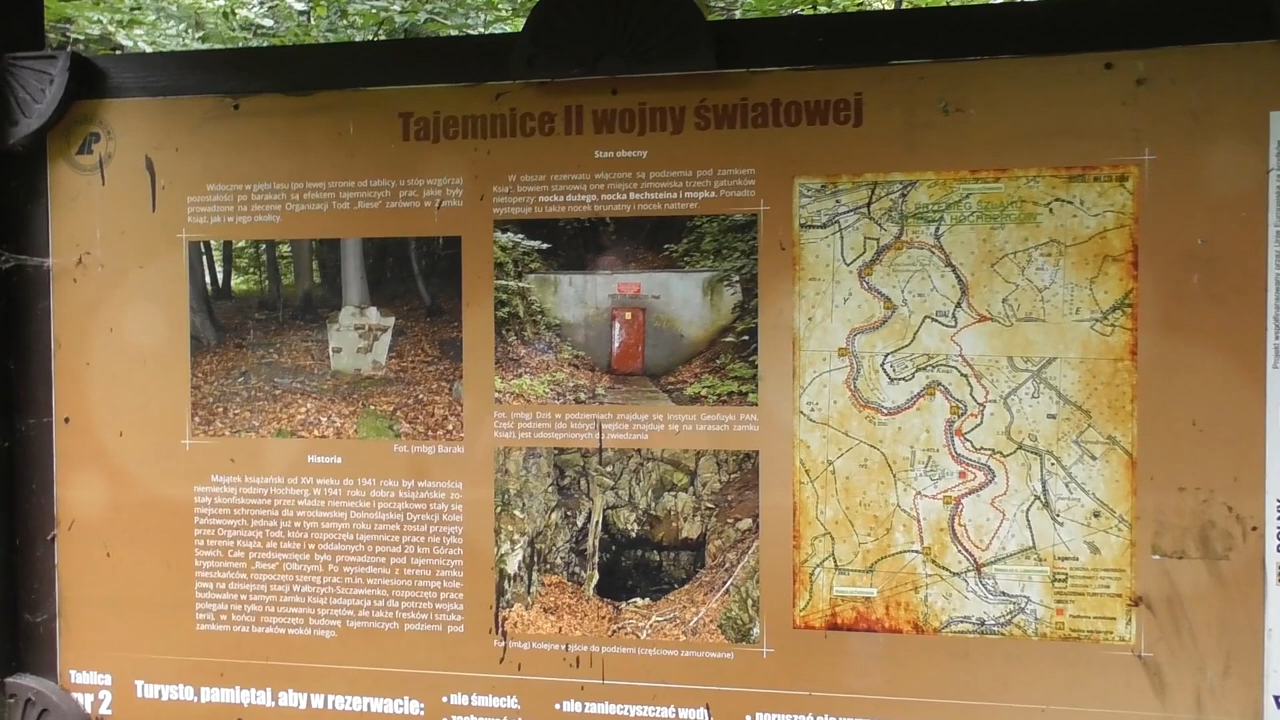 Tajemnice II wojny światowej
Widoczne w głębi lasu (po lewej stronie od tablicy, u stóp wzgórza)
pozostałości po barakach są efektem tajemniczych prac, jakie były
prowadzone na zlecenie Organizacji Todt „Riese” zarówno w Zamku
Książ, jak i w jego okolicy.
Fot. (mbg) Baraki
Historia
Majątek książański od XVI wieku do 1941 roku był własnością
niemieckiej rodziny Hochberg. W 1941 roku dobra książańskie zo-
stały skonfiskowane przez władze niemieckie i początkowo stały się
miejscem schronienia dla wrocławskiej Dolnośląskiej Dyrekcji Kolei
Państwowych. Jednak już w tym samym roku zamek został przejęty
przez Organizację Todt, która rozpoczęła tajemnicze prace nie tylko
na terenie Książa, ale także i w oddalonych o ponad 20 km Górach
Sowich. Całe przedsięwzięcie było prowadzone pod tajemniczym
kryptonimem „Riese” (Olbrzym). Po wysiedleniu z terenu zamku
mieszkańców, rozpoczęto szereg prac: m.in. wzniesiono rampę kole-
jową na dzisiejszej stacji Wałbrzych-Szczawienko, rozpoczęto prace
budowalne w samym zamku Książ (adaptacja sal dla potrzeb wojska
polegała nie tylko na usuwaniu sprzętów, ale także fresków i sztuka-
terii), w końcu rozpoczęto budowę tajemniczych podziemi pod
zamkiem oraz baraków wokół niego.
Stan obecny
W obszar rezerwatu włączone są podziemia pod zamkiem
Książ, bowiem stanowią one miejsce zimowiska trzech gatunków
nietoperzy: nocka dużego, nocka Bechsteina i mopka. Ponadto
występuje tu także nocek brunatny i nocek natterer.
Fot. (mbg) Dziś w podziemiach znajduje się Instytut Geofizyki PAN.
Część podziemi (do których wejście znajduje się na tarasach zamku
Książ), jest udostępnionych do zwiedzania
Fot. (mbg) Kolejne wejście do podziemi (częściowo zamurowane)
KSIĄŻ
Legenda
Tablica
nr 2
Turysto, pamiętaj, aby w rezerwacie:
• nie śmiecić,
• nie zanieczyszczać wody,